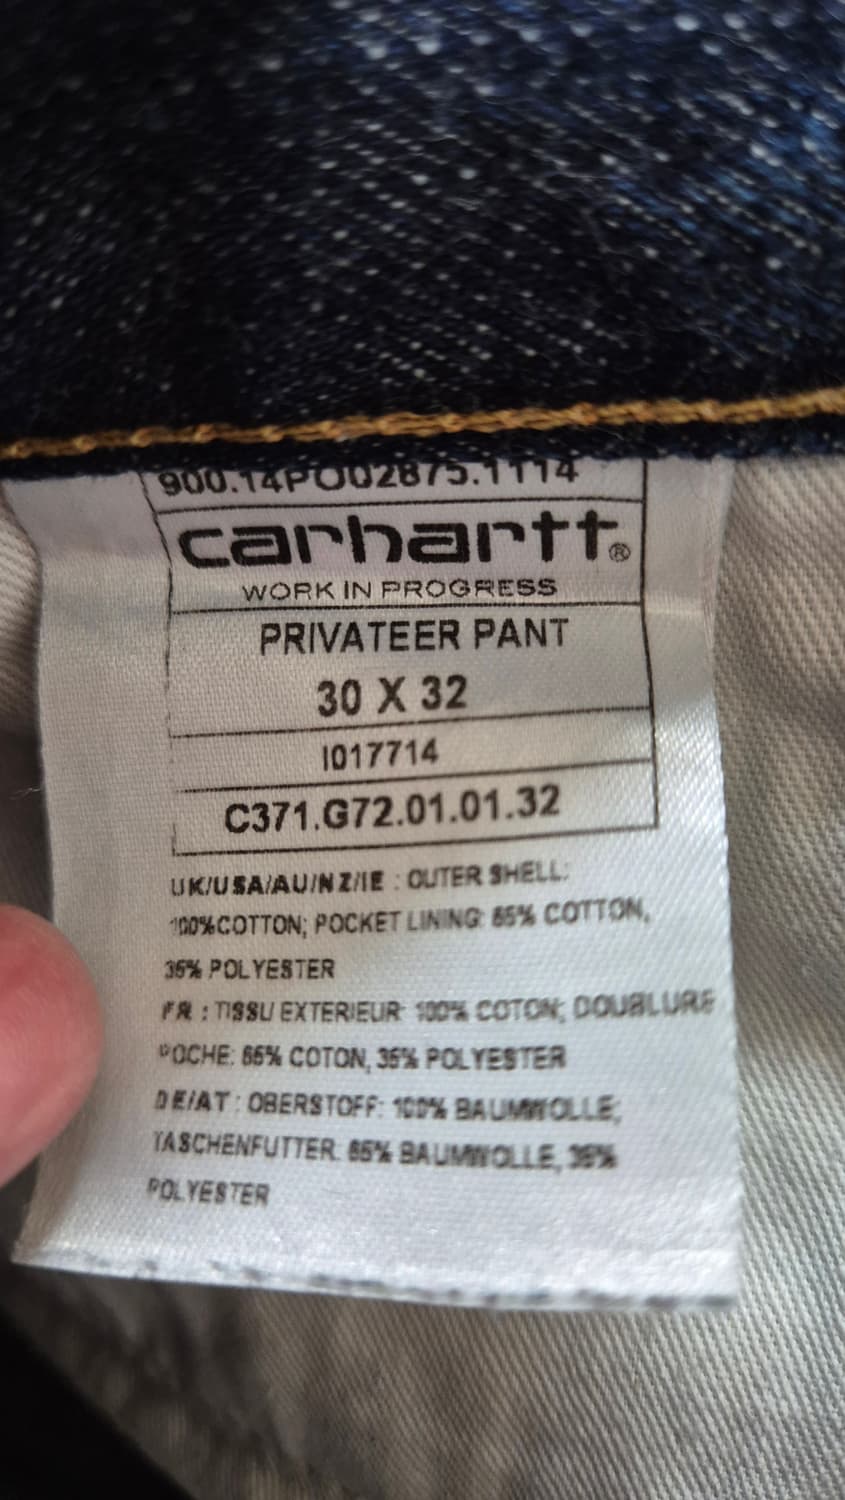 900.14PO02875.1114
carhartt®
WORK IN PROGRESS
PRIVATEER PANT
30 X 32
I017714
C371.G72.01.01.32
UK/USA/AU/NZ/IE : OUTER SHELL:
100%COTTON; POCKET LINING: 65% COTTON,
35% POLYESTER
FR : TISSU EXTERIEUR: 100% COTON; DOUBLURE
POCHE: 65% COTON, 35% POLYESTER
DE/AT : OBERSTOFF: 100% BAUMWOLLE;
TASCHENFUTTER: 65% BAUMWOLLE, 35%
POLYESTER